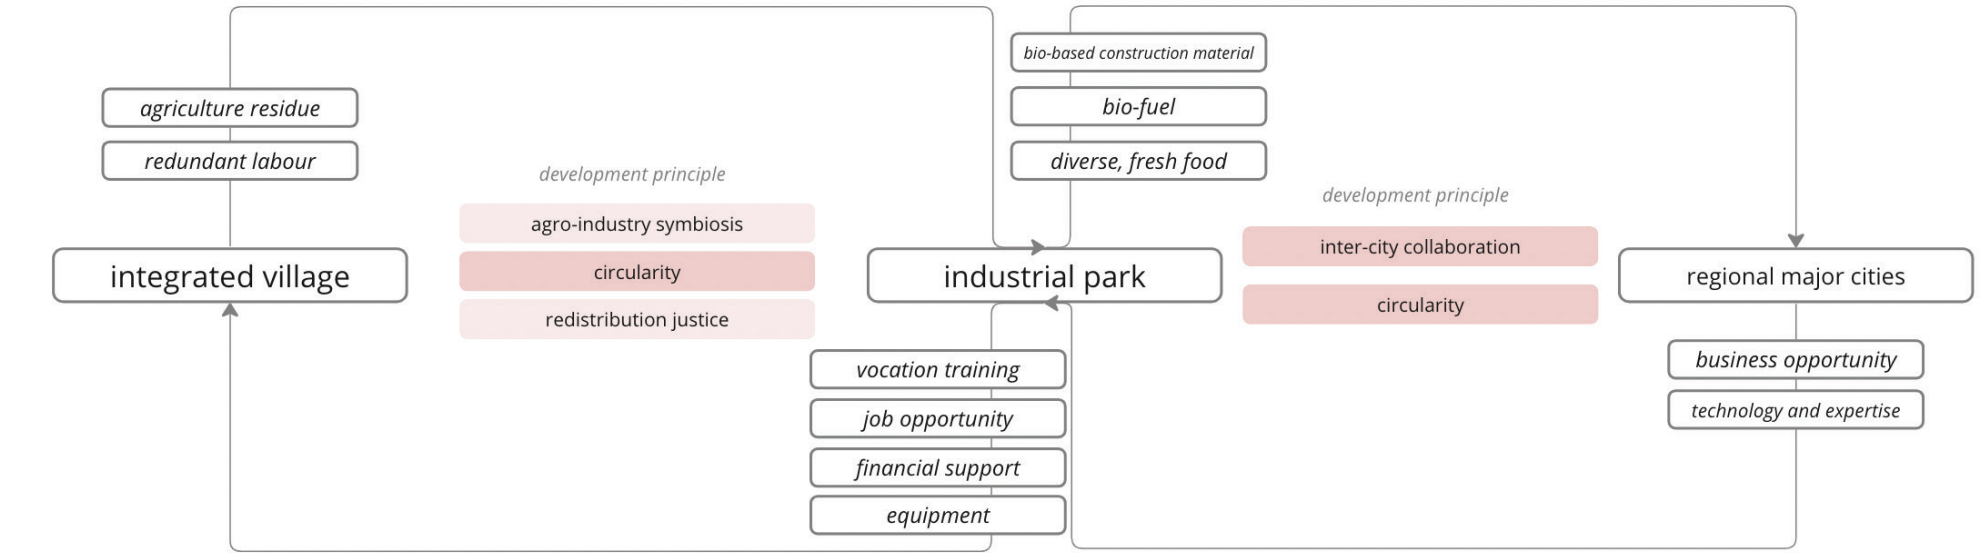 agriculture residue
redundant labour
integrated village
development principle
agro-industry symbiosis
circularity
redistribution justice
bio-based construction material
bio-fuel
diverse, fresh food
industrial park
vocation training
job opportunity
financial support
equipment
development principle
inter-city collaboration
circularity
regional major cities
business opportunity
technology and expertise